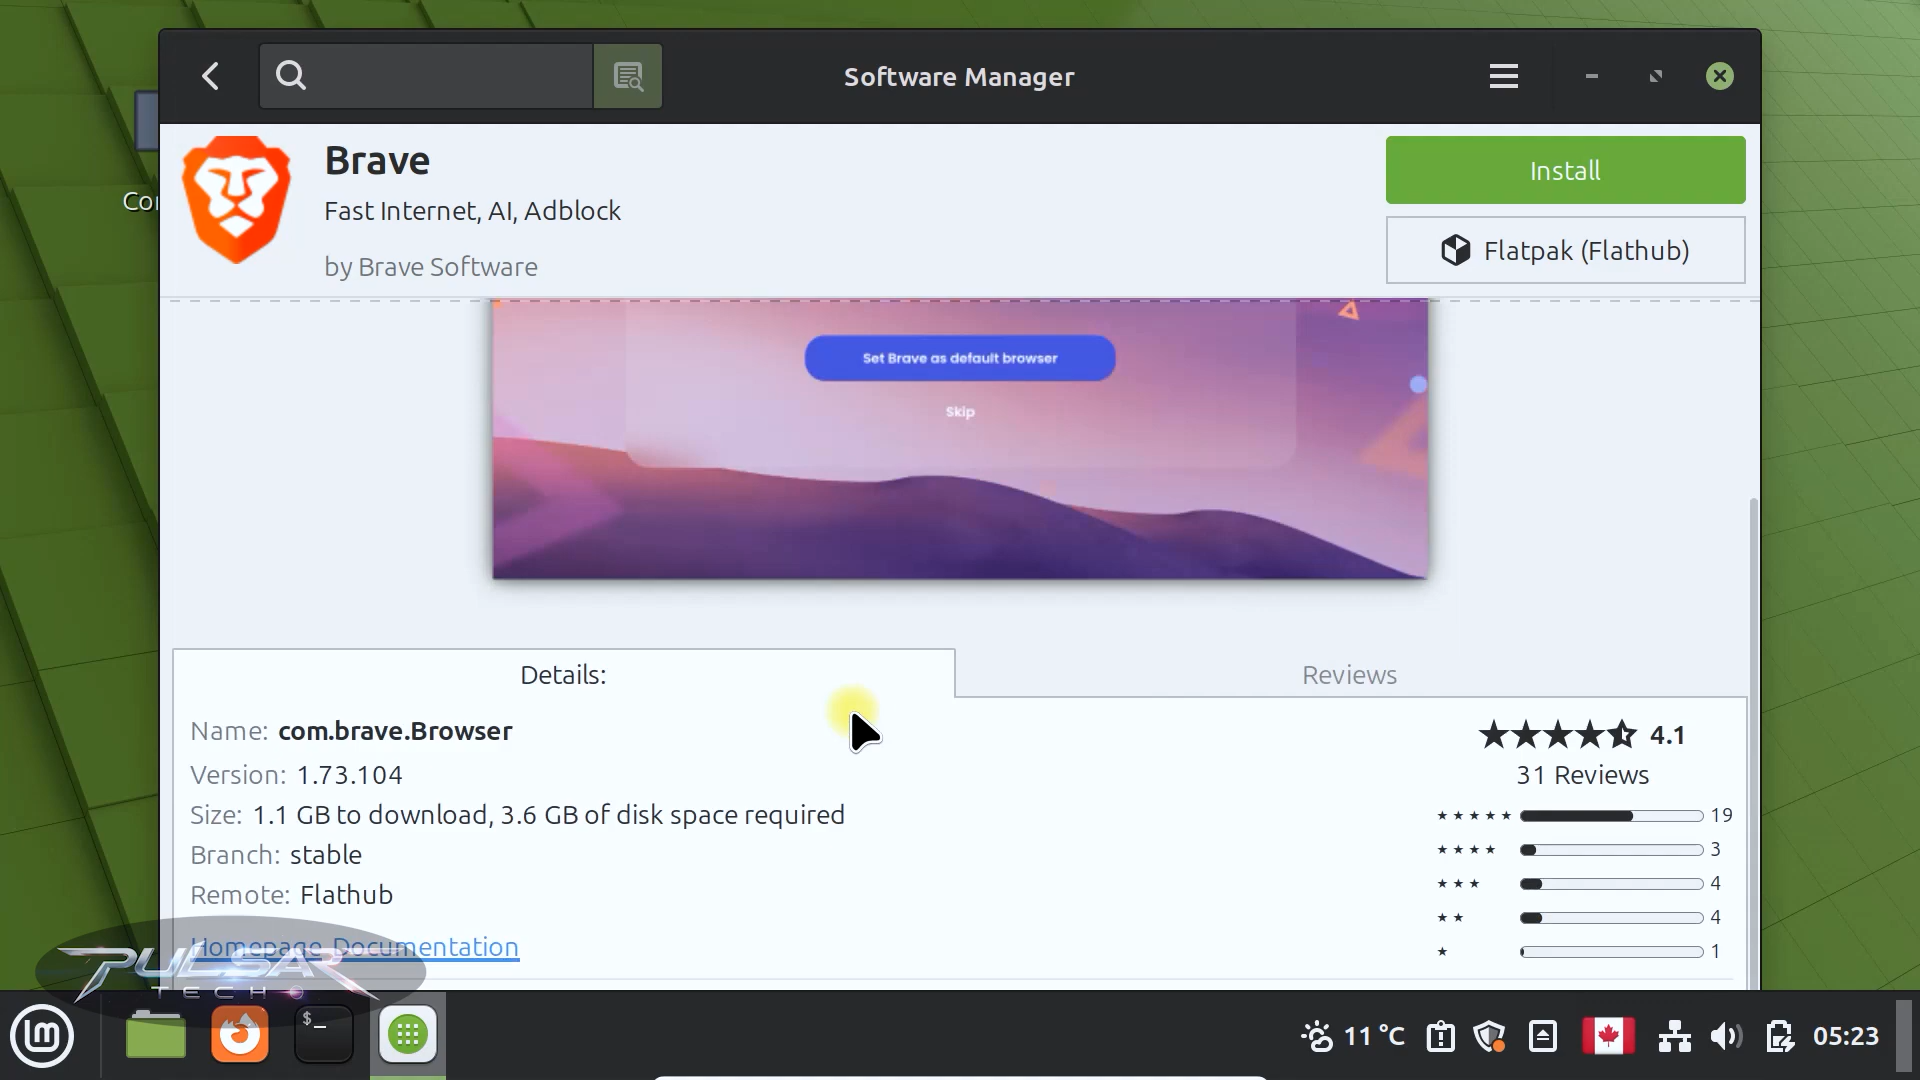 Software Manager
Brave
Fast Internet, AI, Adblock
by Brave Software
Install
Flatpak (Flathub)
Set Brave as default browser
Skip
Details:
Reviews
Name: com.brave.Browser
Version: 1.73.104
Size: 1.1 GB to download, 3.6 GB of disk space required
Branch: stable
Remote: Flathub
Homepage Documentation
4.1
31 Reviews
19
3
4
4
1
PULSAR
TECH
$_
11 °C
05:23